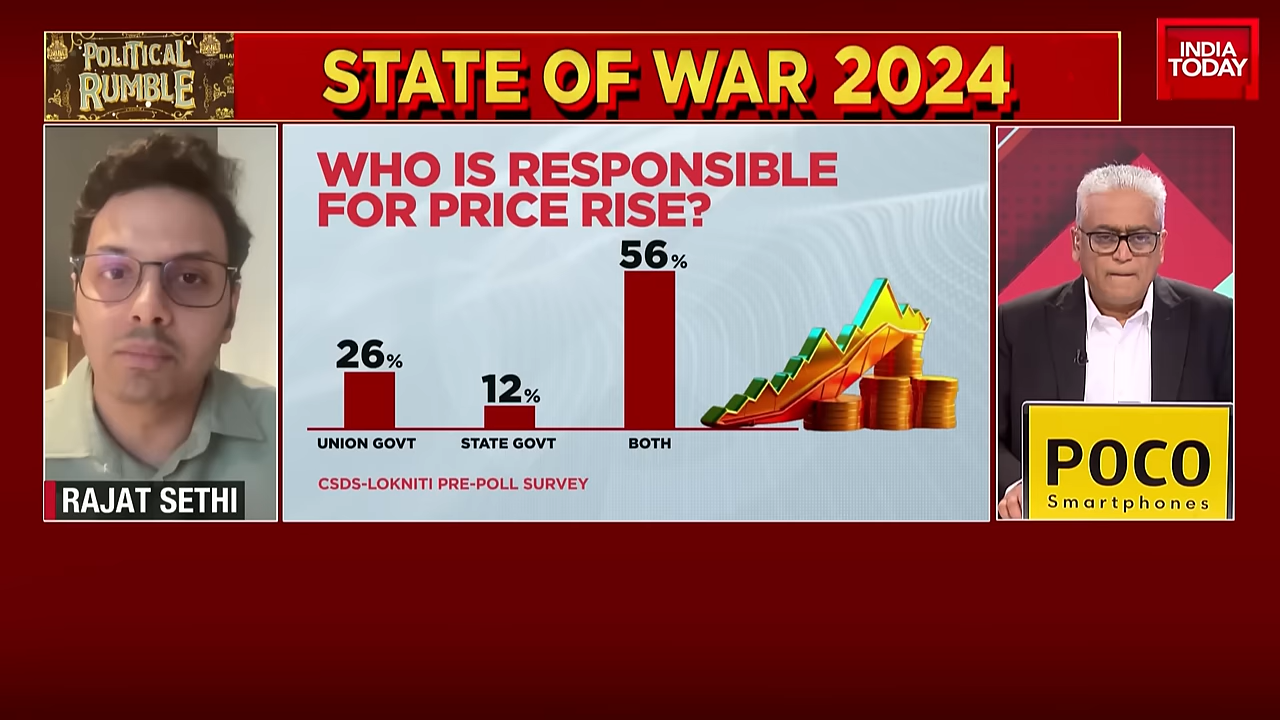 POLITICAL
RUMBLE
STATE OF WAR 2024
INDIA
TODAY
WHO IS RESPONSIBLE
FOR PRICE RISE?
56%
26%
12%
UNION GOVT
STATE GOVT
BOTH
CSDS-LOKNITI PRE-POLL SURVEY
RAJAT SETHI
POCO
Smartphones